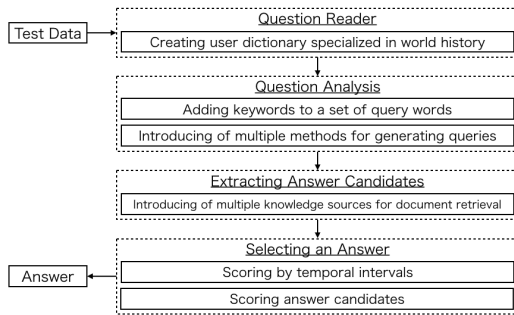 Question Reader
Test Data
Creating user dictionary specialized in world history
Question Analysis
Adding keywords to a set of query words
Introducing of multiple methods for generating queries
Extracting Answer Candidates
Introducing of multiple knowledge sources for document retrieval
Selecting an Answer
Answer
Scoring by temporal intervals
Scoring answer candidates